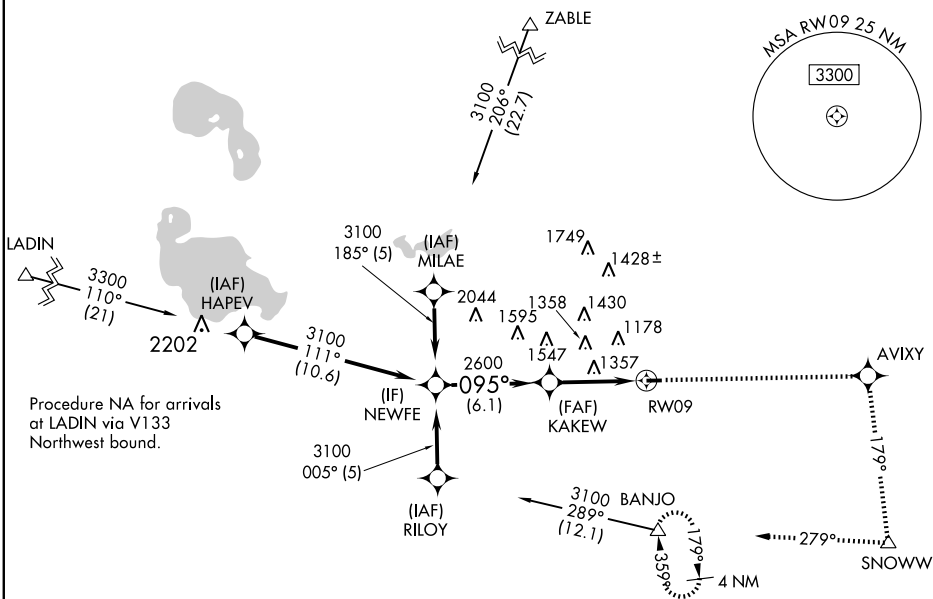 ZABLE
MSA RW09 25 NM
3300
3100
206°
(22.7)
LADIN
3300
110°
(21)
(IAF)
HAPEV
2202
3100
111°
(10.6)
3100
185° (5)
(IAF)
MILAE
2044
1595
1547
1358
1749
1428±
1430
1178
1357
(IF)
NEWFE
2600
095°
(6.1)
(FAF)
KAKEW
RW09
AVIXY
179°
SNOWW
279°
Procedure NA for arrivals
at LADIN via V133
Northwest bound.
3100
005° (5)
(IAF)
RILOY
3100
289°
(12.1)
BANJO
359°
179°
4 NM